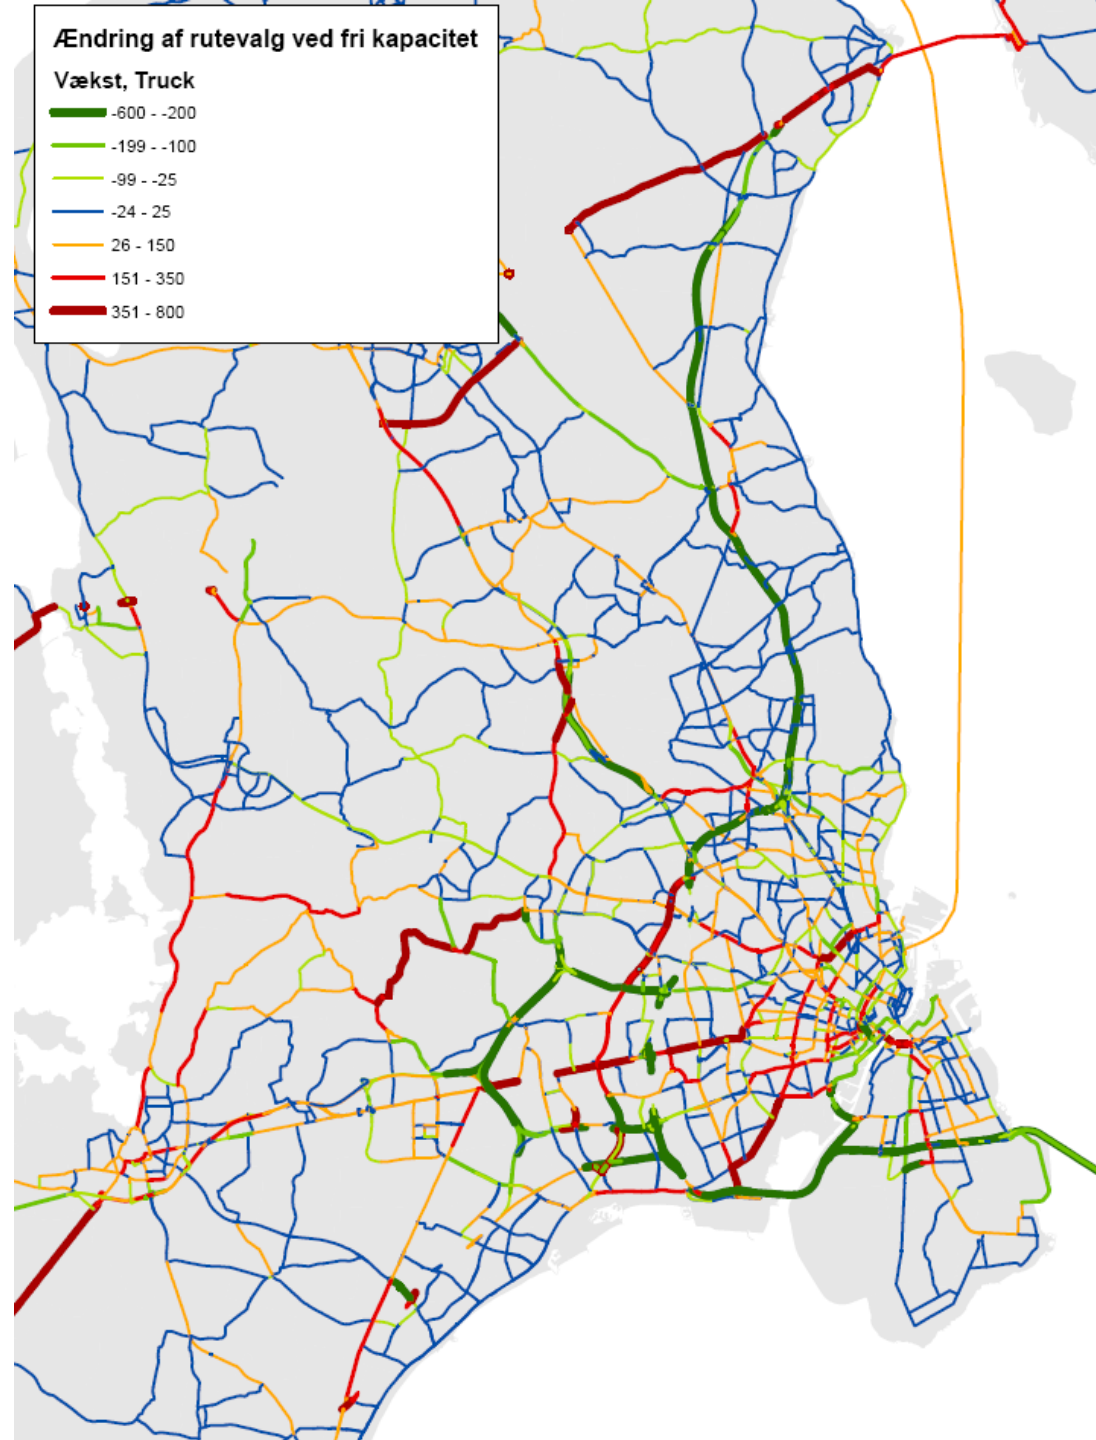 Ændring af rutevalg ved fri kapacitet
Vækst, Truck
-600 - -200
-199 - -100
-99 - -25
-24 - 25
26 - 150
151 - 350
351 - 800